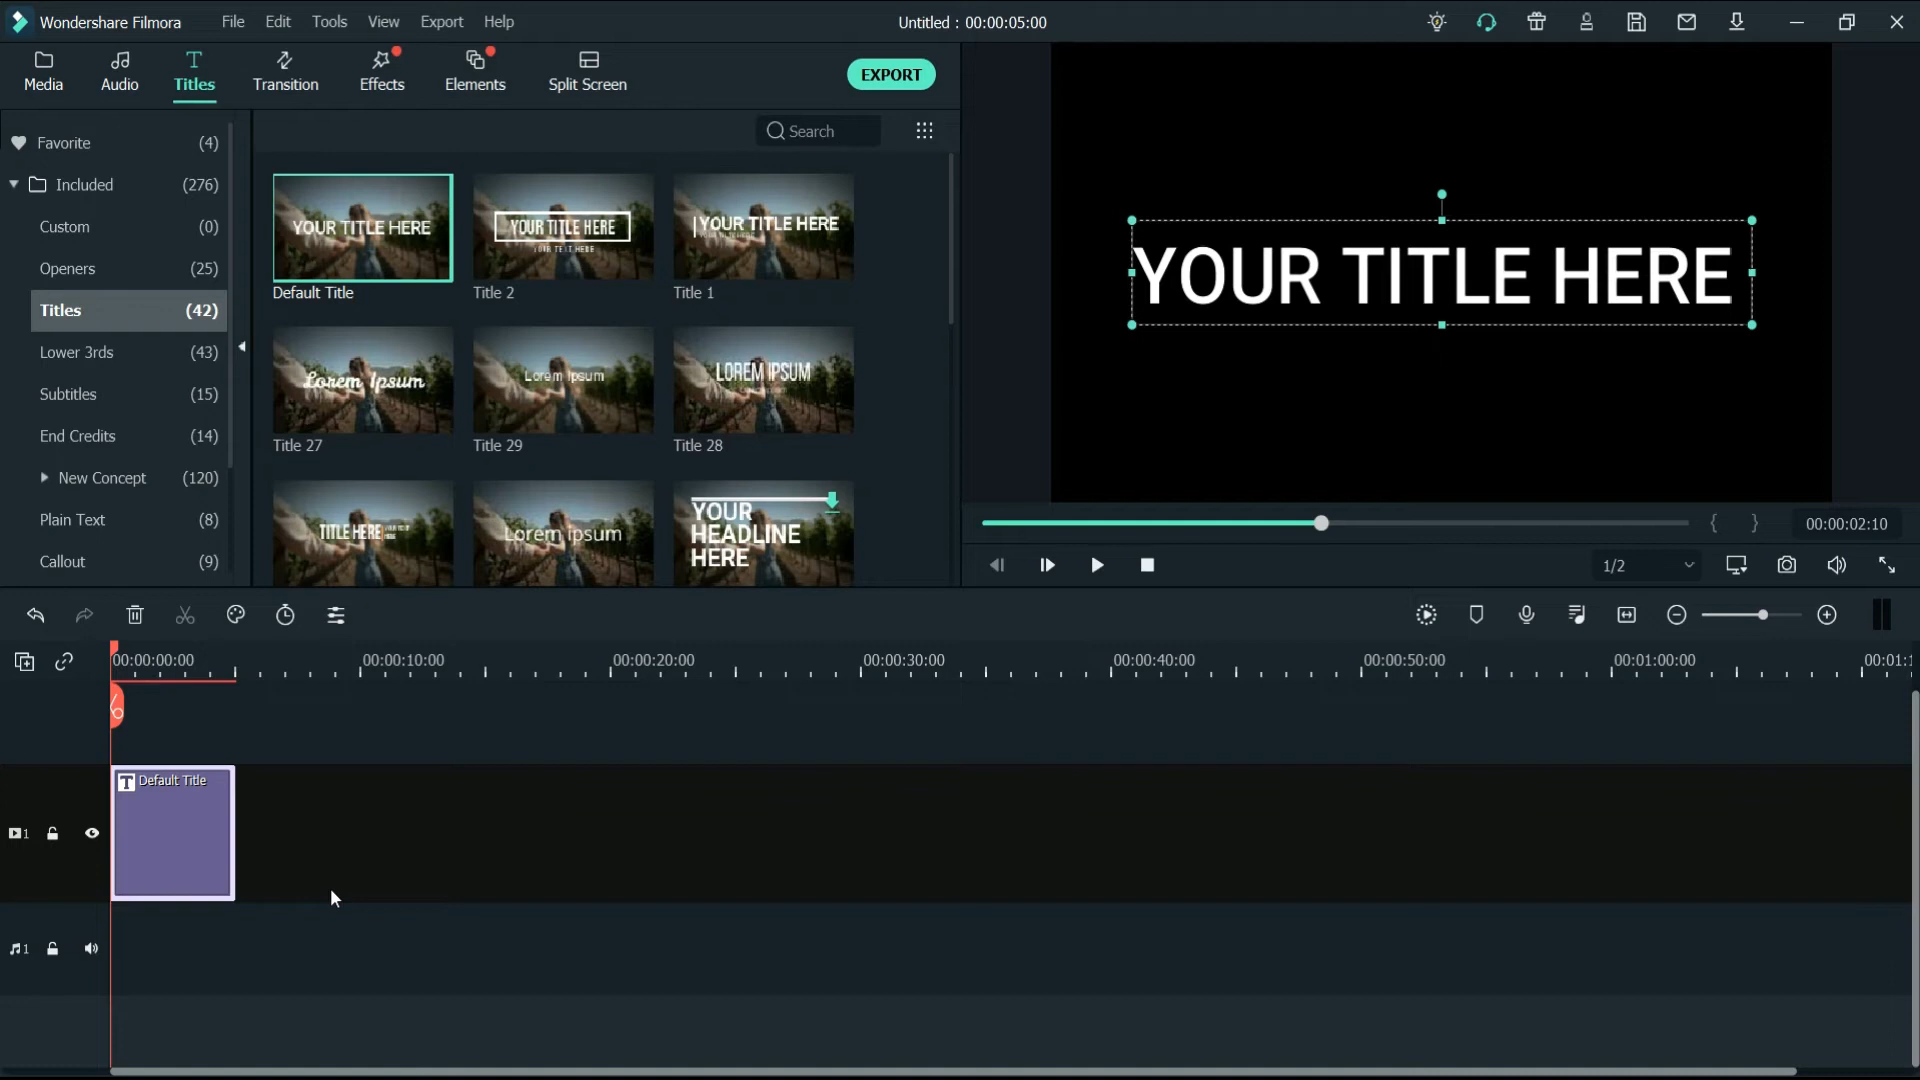 Wondershare Filmora File Edit Tools View Export Help Untitled : 00:00:05:00
Media Audio Titles Transition Effects Elements Split Screen EXPORT
Search
Favorite (4)
Included (276)
Custom (0)
Openers (25)
Titles (42)
Lower 3rds (43)
Subtitles (15)
End Credits (14)
New Concept (120)
Plain Text (8)
Callout (9)
YOUR TITLE HERE
Default Title
YOUR TITLE HERE
YOUR TEXT HERE
Title 2
YOUR TITLE HERE
Title 1
Lorem Ipsum
Title 27
Lorem Ipsum
Title 29
LOREM IPSUM
Title 28
TITLE HERE
Lorem ipsum
YOUR
HEADLINE
HERE
YOUR TITLE HERE
{ } 00:00:02:10
1/2
00:00:00:00 00:00:10:00 00:00:20:00 00:00:30:00 00:00:40:00 00:00:50:00 00:01:00:00 00:01:1
T Default Title
1
1